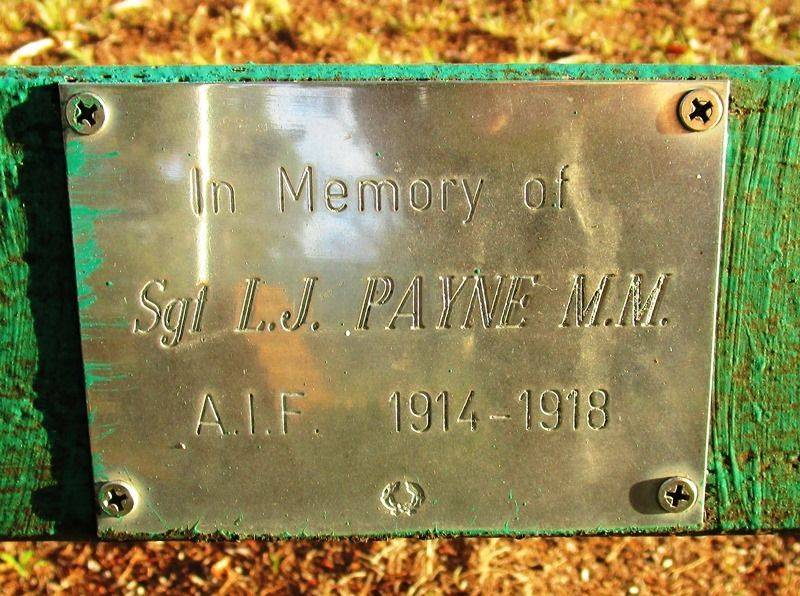 In Memory of
Sgt L.J. PAYNE M.M.
A.I.F. 1914-1918